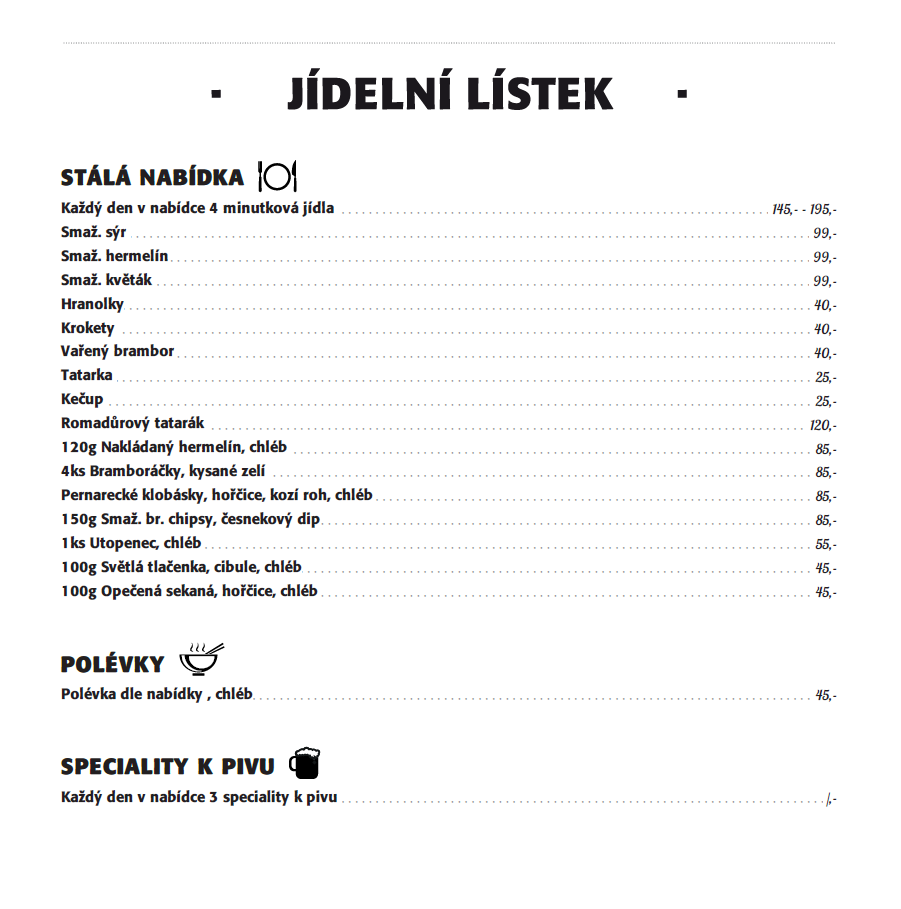 JÍDELNÍ LÍSTEK
STÁLÁ NABÍDKA
Každý den v nabídce 4 minutková jídla 145,- - 195,-
Smaž. sýr 99,-
Smaž. hermelín 99,-
Smaž. květák 99,-
Hranolky 40,-
Krokety 40,-
Vařený brambor 40,-
Tatarka 25,-
Kečup 25,-
Romadůrový tatarák 120,-
120g Nakládaný hermelín, chléb 85,-
4ks Bramboráčky, kysané zelí 85,-
Pernarecké klobásky, hořčice, kozí roh, chléb 85,-
150g Smaž. br. chipsy, česnekový dip 85,-
1ks Utopenec, chléb 55,-
100g Světlá tlačenka, cibule, chléb 45,-
100g Opečená sekaná, hořčice, chléb 45,-
POLÉVKY
Polévka dle nabídky , chléb 45,-
SPECIALITY K PIVU
Každý den v nabídce 3 speciality k pivu /,-